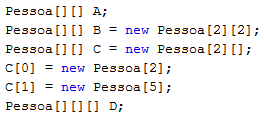 Pessoa[][] A;
Pessoa[][] B = new Pessoa[2][2];
Pessoa[][] C = new Pessoa[2][];
C[0] = new Pessoa[2];
C[1] = new Pessoa[5];
Pessoa[][][] D;